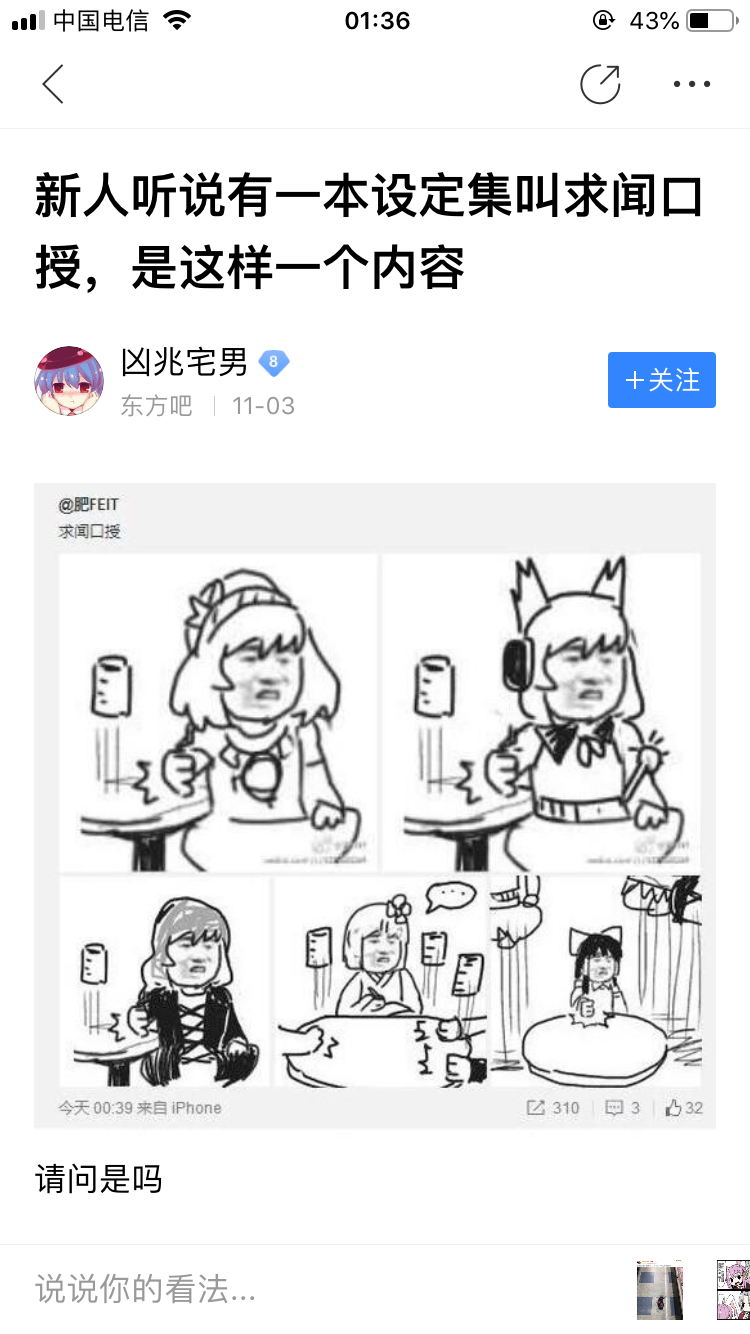 中国电信
01:36
43%
新人听说有一本设定集叫求闻口
授，是这样一个内容
凶兆宅男 8
东方吧 | 11-03
＋关注
@肥FEIT
求闻口授
...
今天 00:39 来自 iPhone
310 | 3 | 32
请问是吗
说说你的看法...